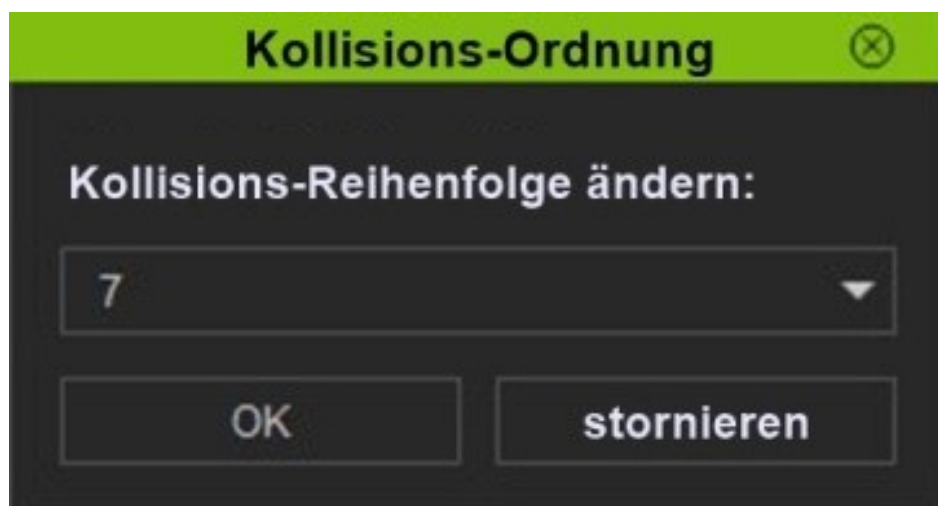 Kollisions-Ordnung
Kollisions-Reihenfolge ändern:
7
OK
stornieren